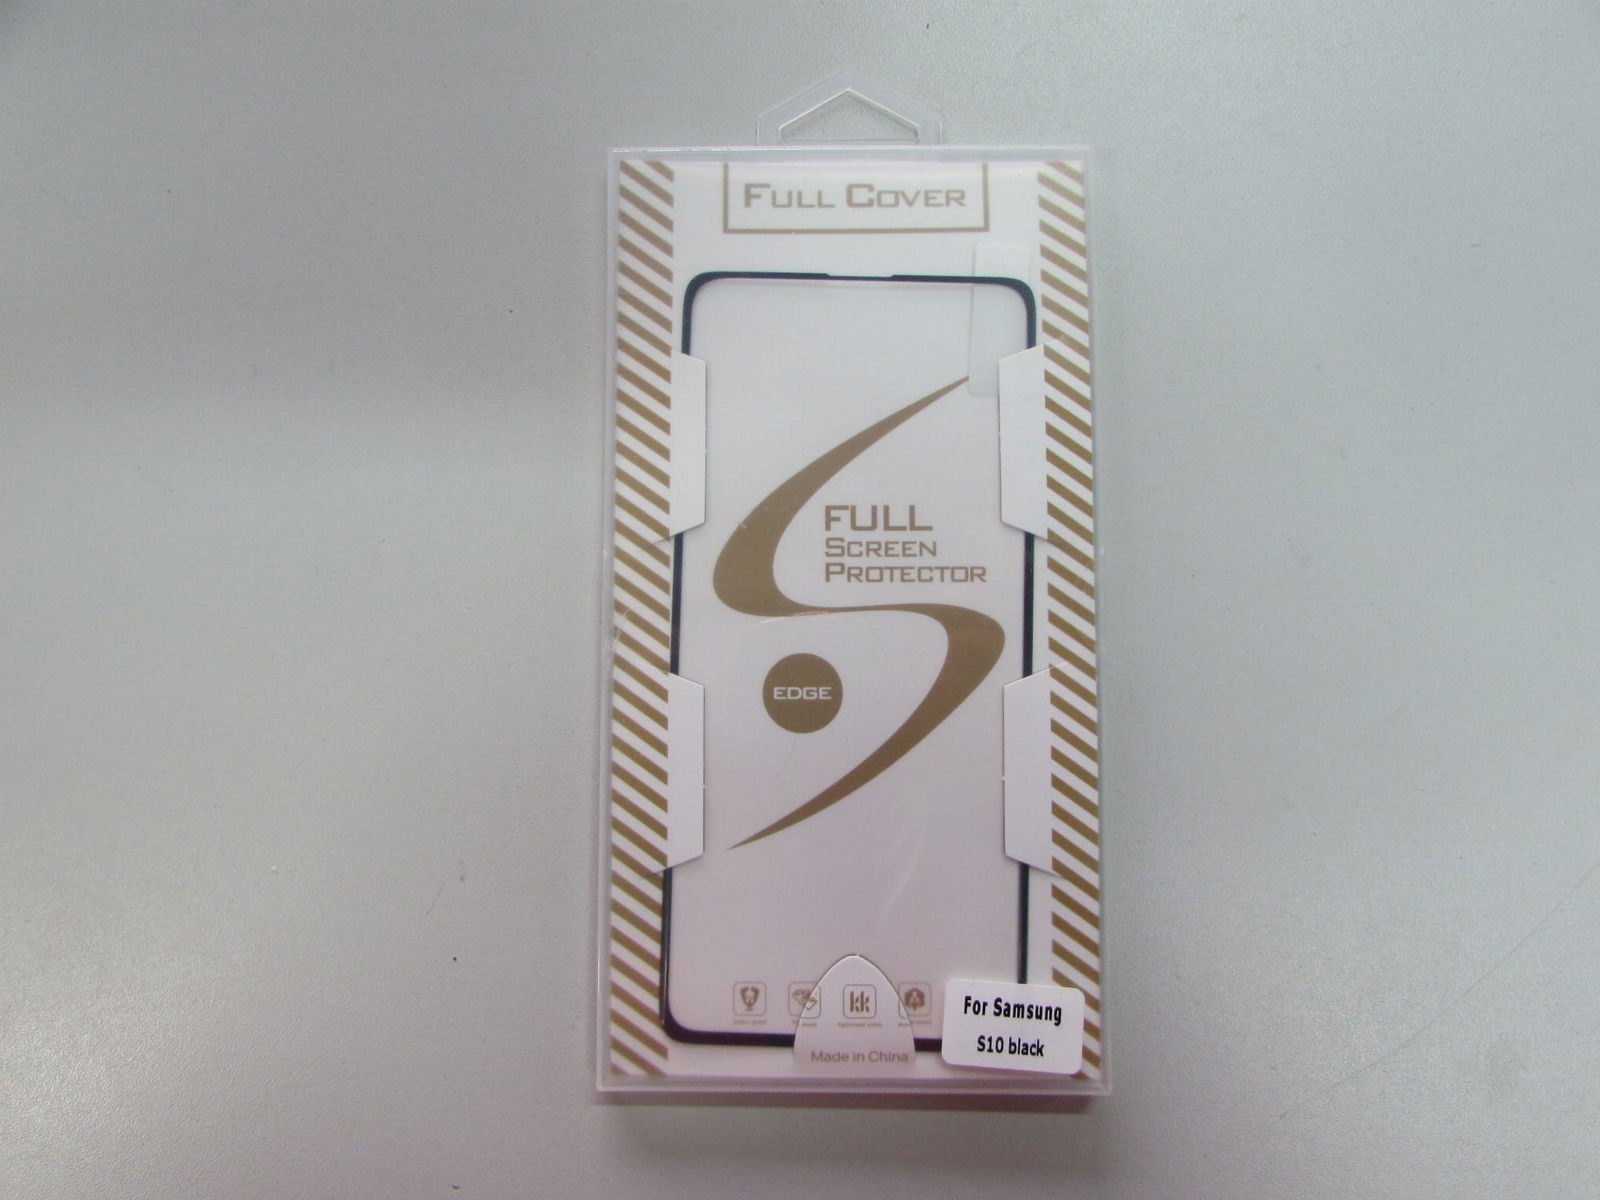 FULL COVER
FULL
SCREEN
PROTECTOR
EDGE
Made in China
For Samsung
S10 black